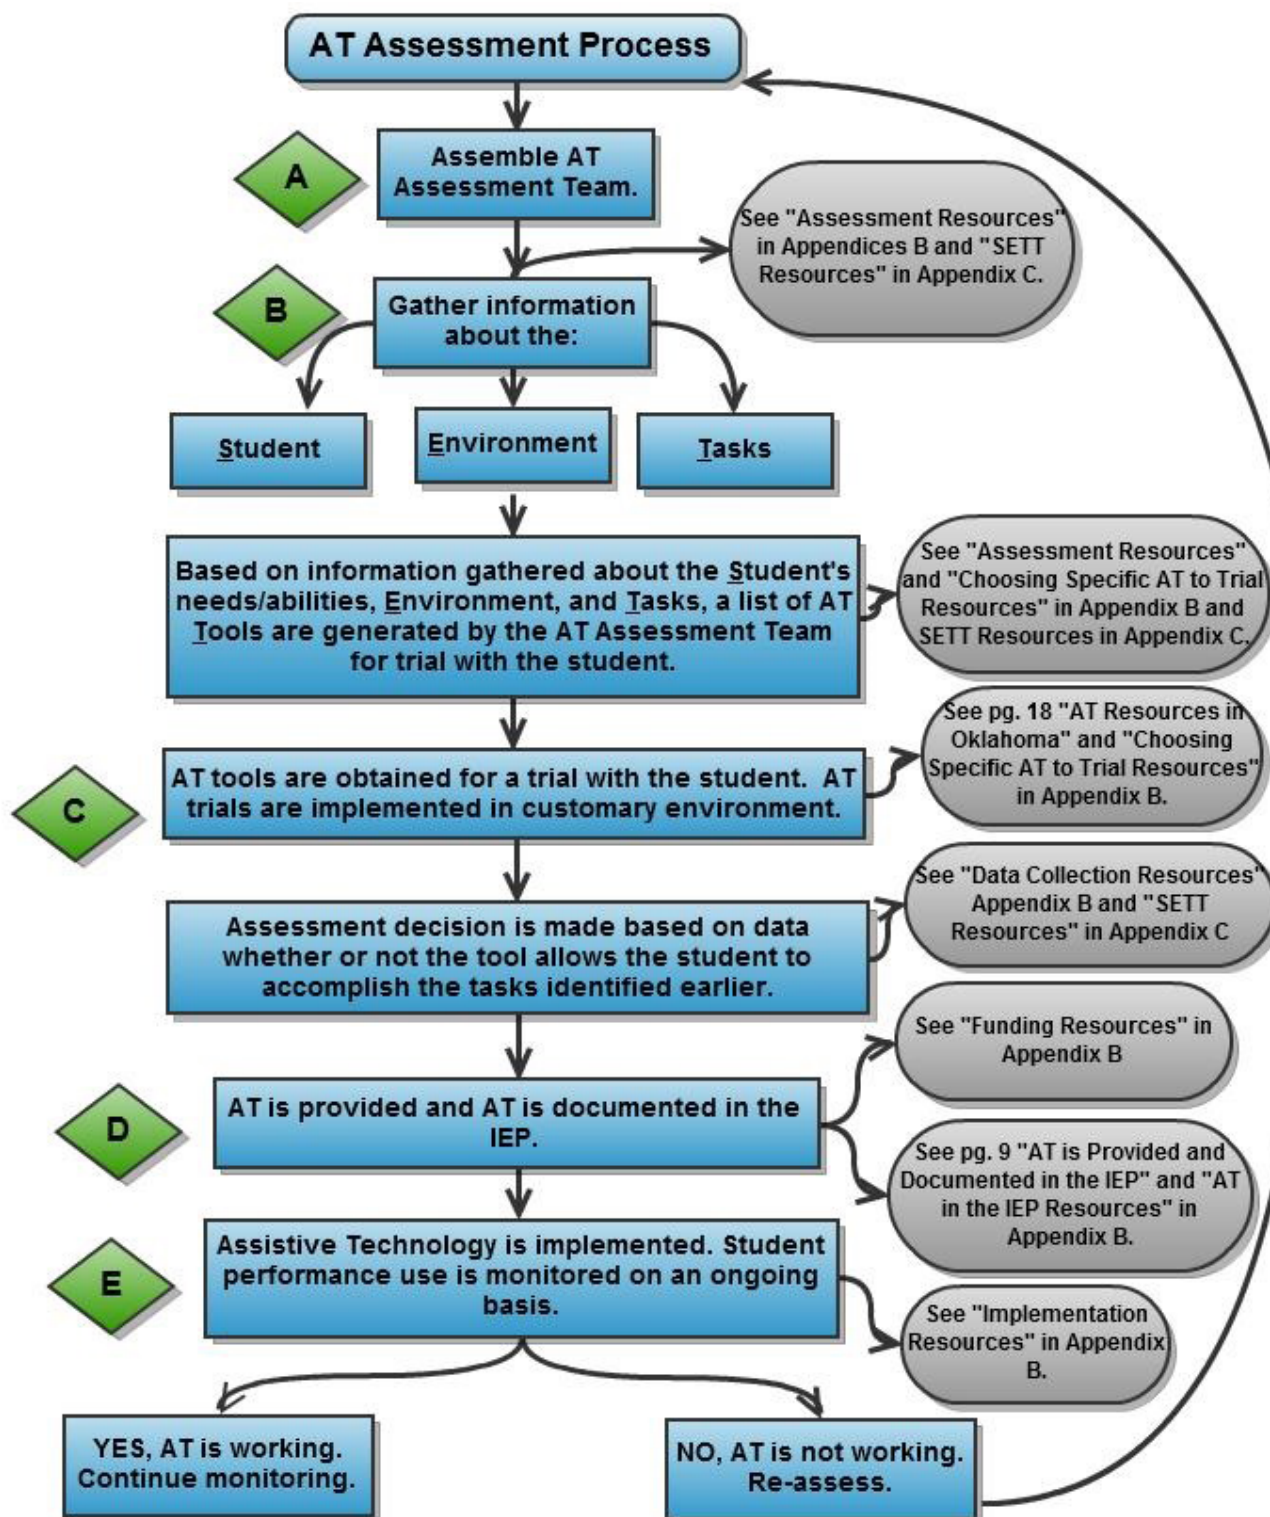 AT Assessment Process
A
Assemble AT
Assessment Team.
See "Assessment Resources"
in Appendices B and "SETT
Resources" in Appendix C.
B
Gather information
about the:
Student
Environment
Tasks
Based on information gathered about the Student's
needs/abilities, Environment, and Tasks, a list of AT
Tools are generated by the AT Assessment Team
for trial with the student.
See "Assessment Resources"
and "Choosing Specific AT to Trial
Resources" in Appendix B and
SETT Resources in Appendix C.
C
AT tools are obtained for a trial with the student. AT
trials are implemented in customary environment.
See pg. 18 "AT Resources in
Oklahoma" and "Choosing
Specific AT to Trial Resources"
in Appendix B.
Assessment decision is made based on data
whether or not the tool allows the student to
accomplish the tasks identified earlier.
See "Data Collection Resources"
Appendix B and "SETT
Resources" in Appendix C
D
AT is provided and AT is documented in the
IEP.
See "Funding Resources" in
Appendix B
See pg. 9 "AT is Provided and
Documented in the IEP" and "AT
in the IEP Resources" in
Appendix B.
E
Assistive Technology is implemented. Student
performance use is monitored on an ongoing
basis.
See "Implementation
Resources" in Appendix
B.
YES, AT is working.
Continue monitoring.
NO, AT is not working.
Re-assess.